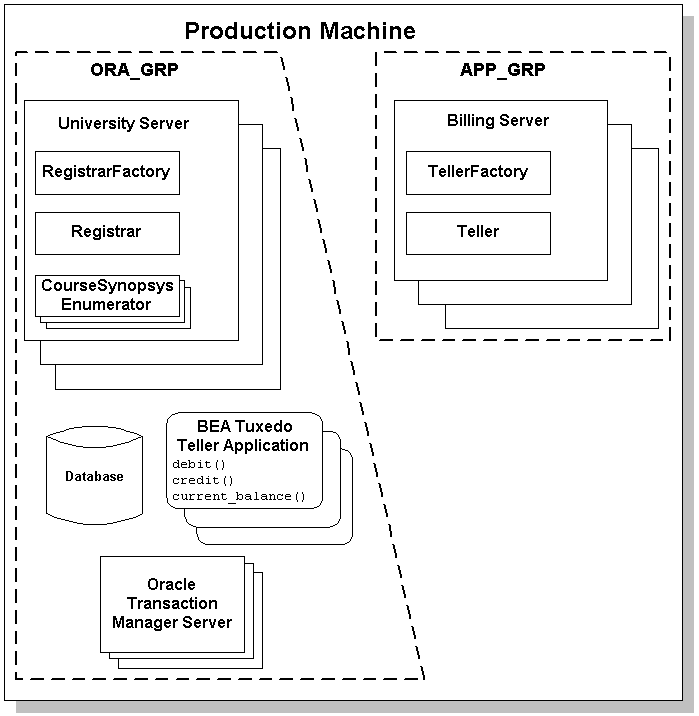 Production Machine
ORA_GRP
University Server
RegistrarFactory
Registrar
CourseSynopsys
Enumerator
Database
BEA Tuxedo
Teller Application
debit()
credit()
current_balance()
Oracle
Transaction
Manager Server
APP_GRP
Billing Server
TellerFactory
Teller